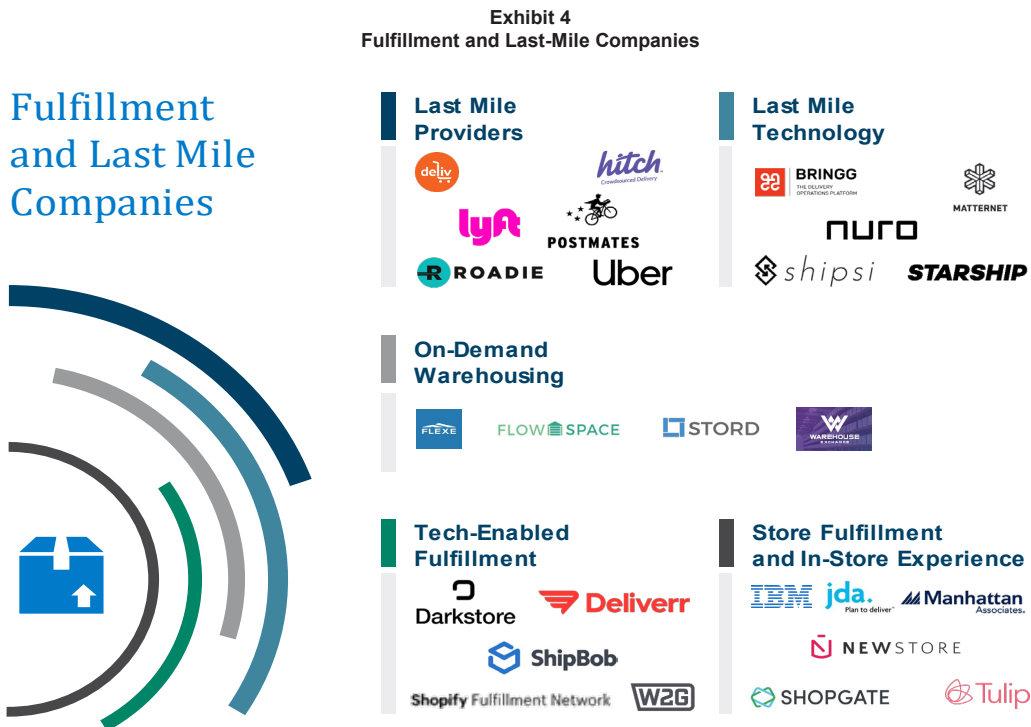 Exhibit 4
Fulfillment and Last-Mile Companies
Fulfillment
and Last Mile
Companies
Last Mile
Providers
deliv
hitch
Crowdsourced Delivery
lyft
POSTMATES
R ROADIE
Uber
Last Mile
Technology
BRINGG
THE DELIVERY
OPERATIONS PLATFORM
MATTERNET
nuro
shipsi
STARSHIP
On-Demand
Warehousing
FLEXE
FLOW SPACE
STORD
W
WAREHOUSE
EXCHANGE
Tech-Enabled
Fulfillment
Darkstore
Deliverr
ShipBob
Shopify Fulfillment Network
W2G
Store Fulfillment
and In-Store Experience
IBM
jda.
Plan to deliver™
Manhattan
Associates®
N NEWSTORE
SHOPGATE
Tulip